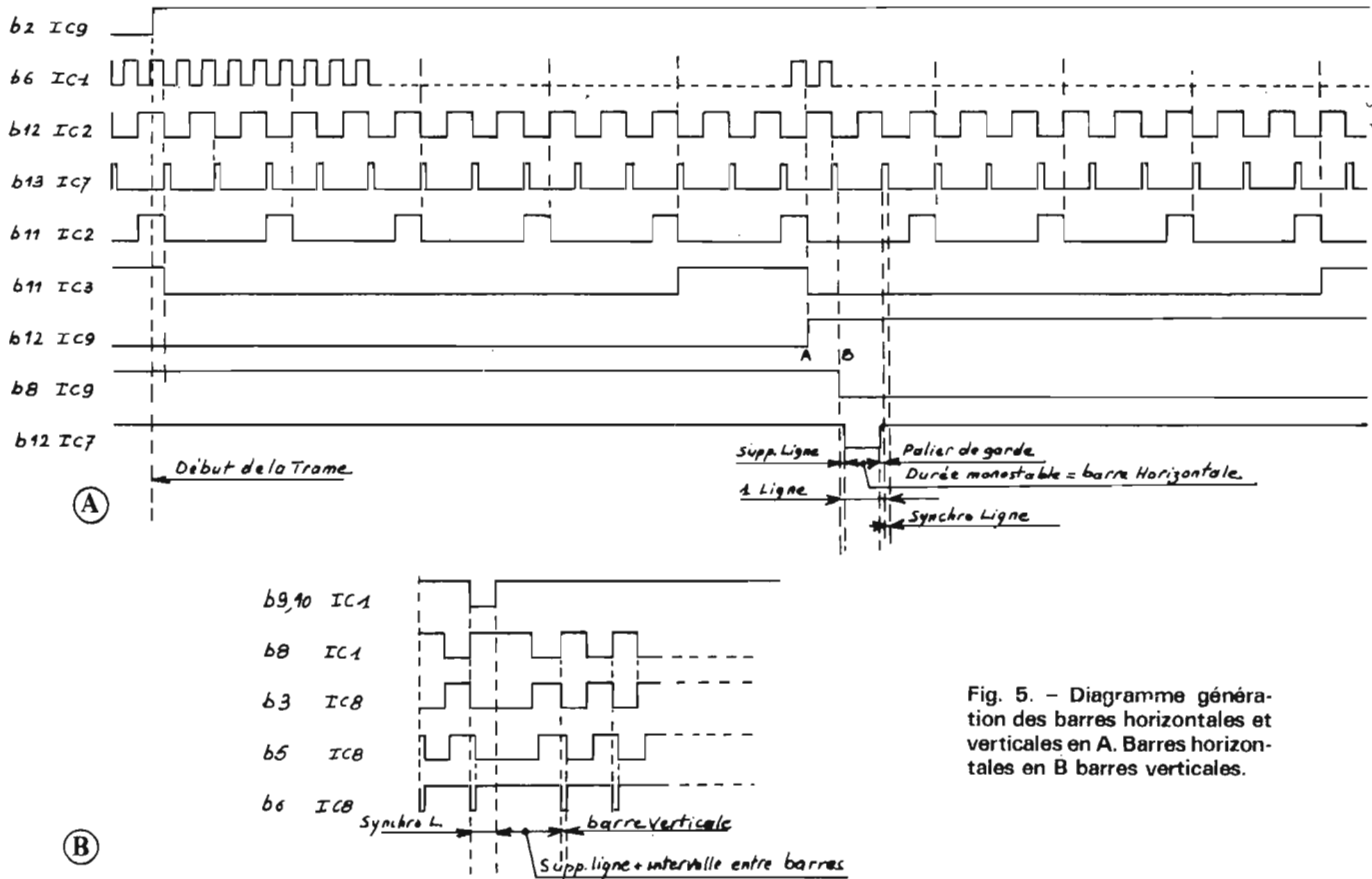 b2 IC9
b6 IC1
b12 IC2
b13 IC7
b11 IC2
b11 IC3
b12 IC9
A B
b8 IC9
b12 IC7
Supp. Ligne
Palier de garde
Début de la Trame
Durée monostable = barre Horizontale
1 Ligne
Synchro Ligne
A
b9,10 IC1
b8 IC1
b3 IC8
b5 IC8
b6 IC8
Synchro L.
barre Verticale
Supp. ligne + intervalle entre barres
B
Fig. 5. – Diagramme généra-
tion des barres horizontales et
verticales en A. Barres horizon-
tales en B barres verticales.